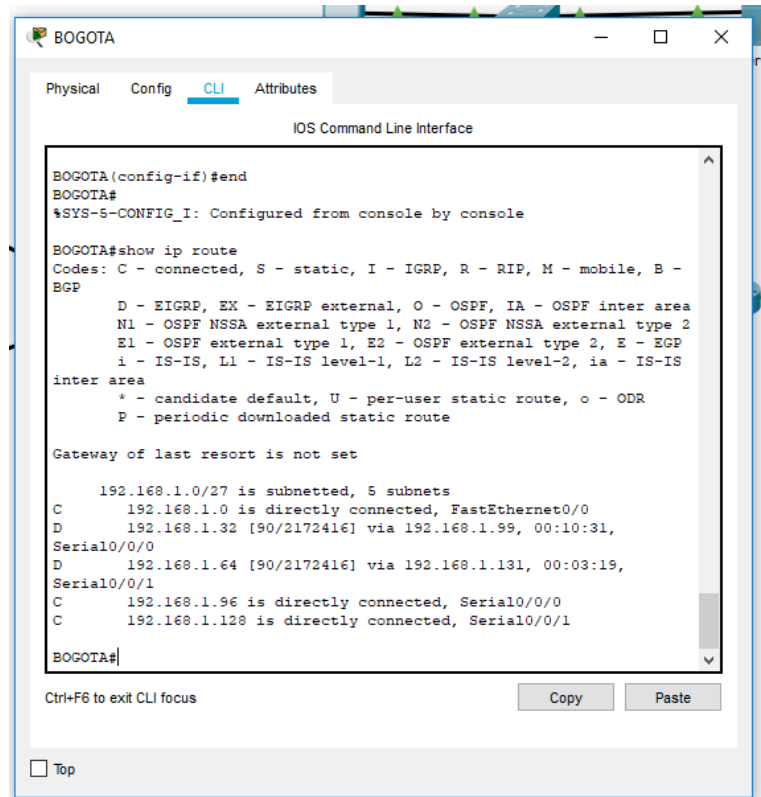 BOGOTA
Physical Config CLI Attributes
IOS Command Line Interface
BOGOTA(config-if)#end
BOGOTA#
%SYS-5-CONFIG_I: Configured from console by console
BOGOTA#show ip route
Codes: C - connected, S - static, I - IGRP, R - RIP, M - mobile, B -
BGP
D - EIGRP, EX - EIGRP external, O - OSPF, IA - OSPF inter area
N1 - OSPF NSSA external type 1, N2 - OSPF NSSA external type 2
E1 - OSPF external type 1, E2 - OSPF external type 2, E - EGP
i - IS-IS, L1 - IS-IS level-1, L2 - IS-IS level-2, ia - IS-IS
inter area
* - candidate default, U - per-user static route, o - ODR
P - periodic downloaded static route
Gateway of last resort is not set
192.168.1.0/27 is subnetted, 5 subnets
C 192.168.1.0 is directly connected, FastEthernet0/0
D 192.168.1.32 [90/2172416] via 192.168.1.99, 00:10:31,
Serial0/0/0
D 192.168.1.64 [90/2172416] via 192.168.1.131, 00:03:19,
Serial0/0/1
C 192.168.1.96 is directly connected, Serial0/0/0
C 192.168.1.128 is directly connected, Serial0/0/1
BOGOTA#
Ctrl+F6 to exit CLI focus
Copy Paste
Top